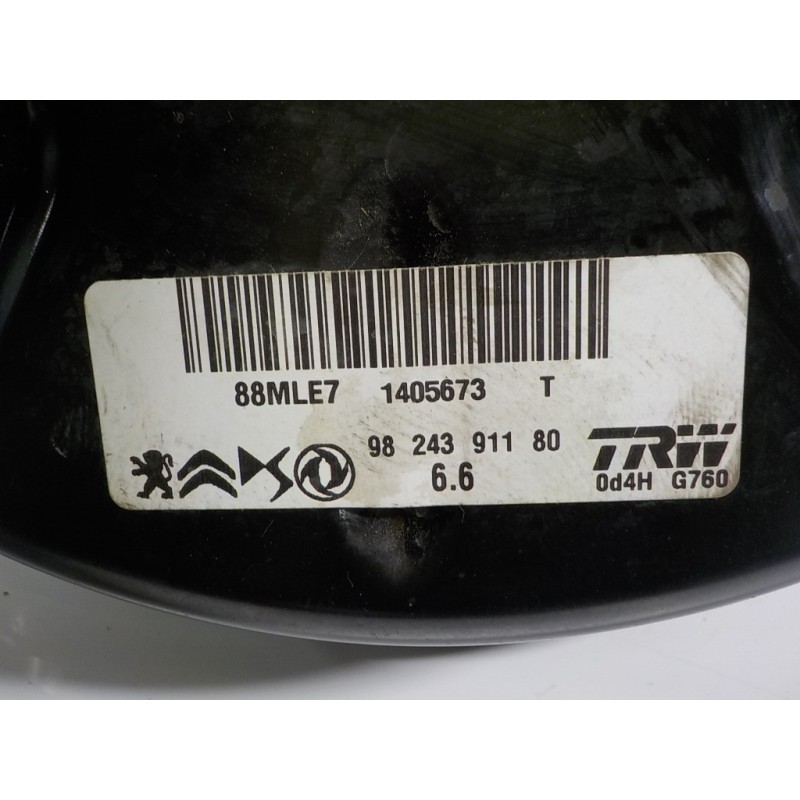 88MLE7 1405673 T
98 243 911 80
6.6
TRW
0d4H G760